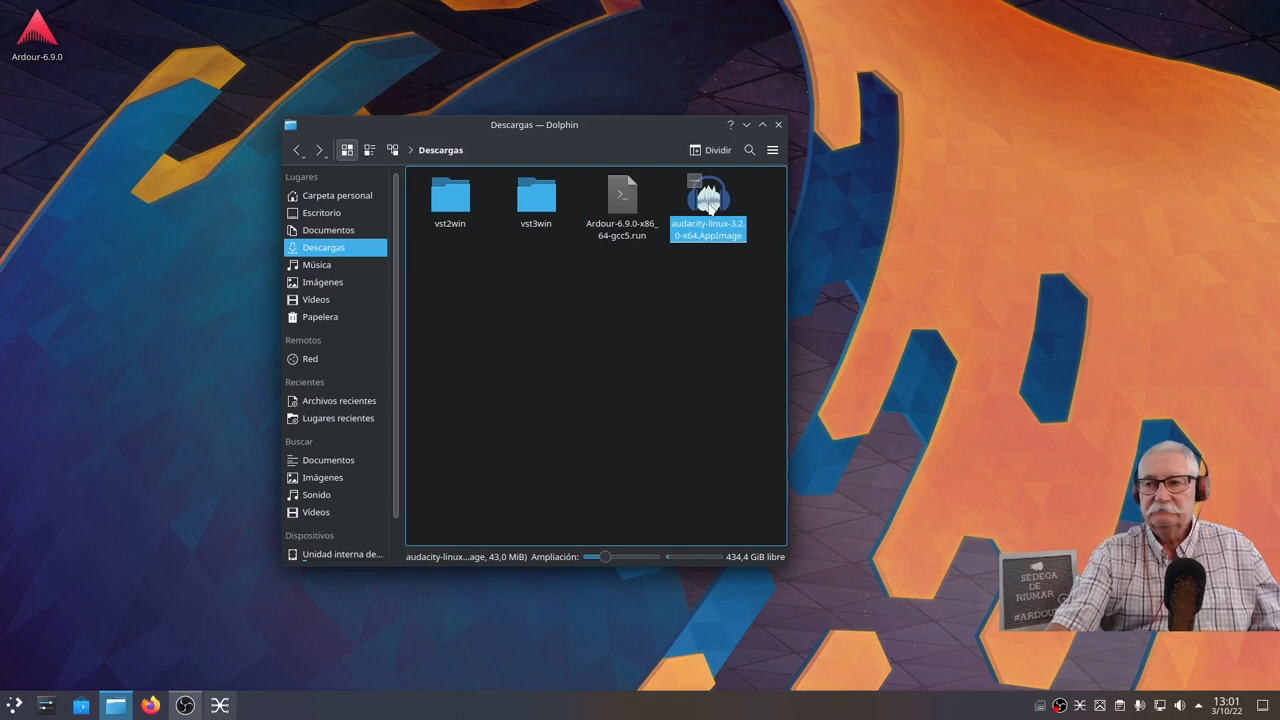 Ardour-6.9.0
Descargas — Dolphin
Descargas
Dividir
Lugares
Carpeta personal
Escritorio
Documentos
Descargas
Música
Imágenes
Vídeos
Papelera
Remotos
Red
Recientes
Archivos recientes
Lugares recientes
Buscar
Documentos
Imágenes
Sonido
Vídeos
Dispositivos
Unidad interna de...
vst2win
vst3win
Ardour-6.9.0-x86_
64-gcc5.run
audacity-linux-3.2.
0-x64.AppImage
audacity-linux...age, 43,0 MiB)
Ampliación:
434,4 GiB libre
SEDEGA
DE
RIUMAR
#ARDOU
13:01
3/10/22